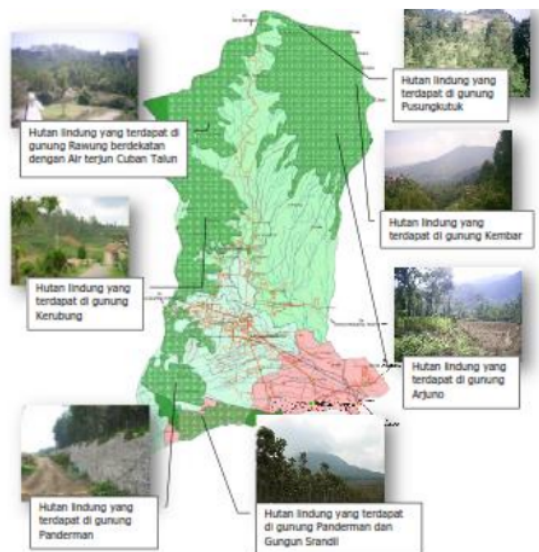 Hutan lindung yang
terdapat di gunung
Pusungkutuk
Hutan lindung yang terdapat di
gunung Rawung berdekatan
dengan Air terjun Cuban Talun
Hutan lindung yang
terdapat di gunung Kembar
Hutan lindung yang
terdapat di gunung
Kerubung
Hutan lindung yang
terdapat di gunung
Arjuno
Hutan lindung yang
terdapat di gunung
Panderman
Hutan lindung yang terdapat
di gunung Panderman dan
Gungun Srandil